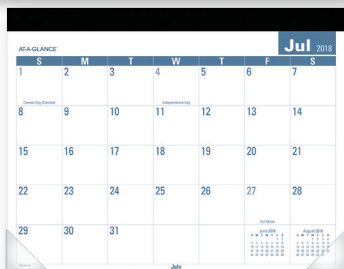 AT-A-GLANCE
Jul 2018
S M T W T F S
1 2 3 4 5 6 7
Canada Day (Canada) Independence Day
8 9 10 11 12 13 14
15 16 17 18 19 20 21
22 23 24 25 26 27 28
Full Moon
29 30 31
June 2018 August 2018
July